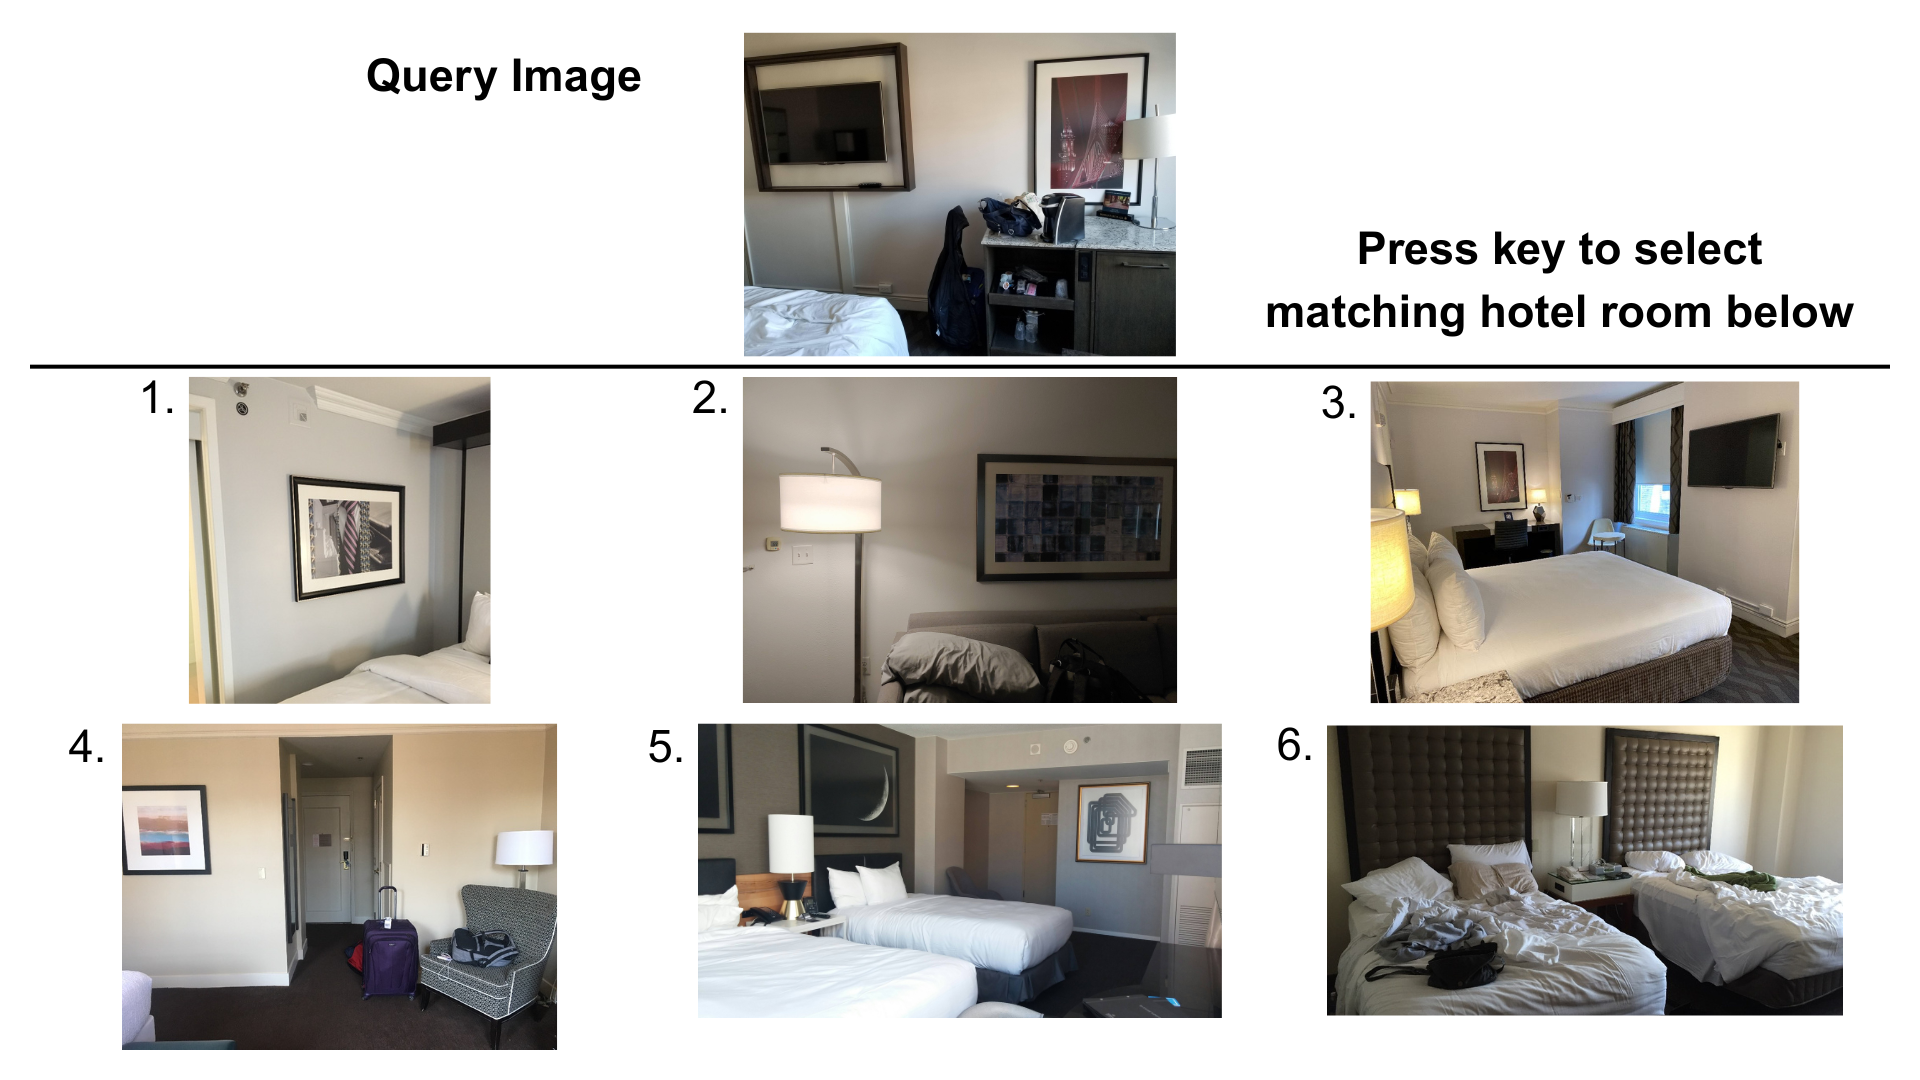 Query Image
Press key to select
matching hotel room below
1.
2.
3.
4.
5.
6.